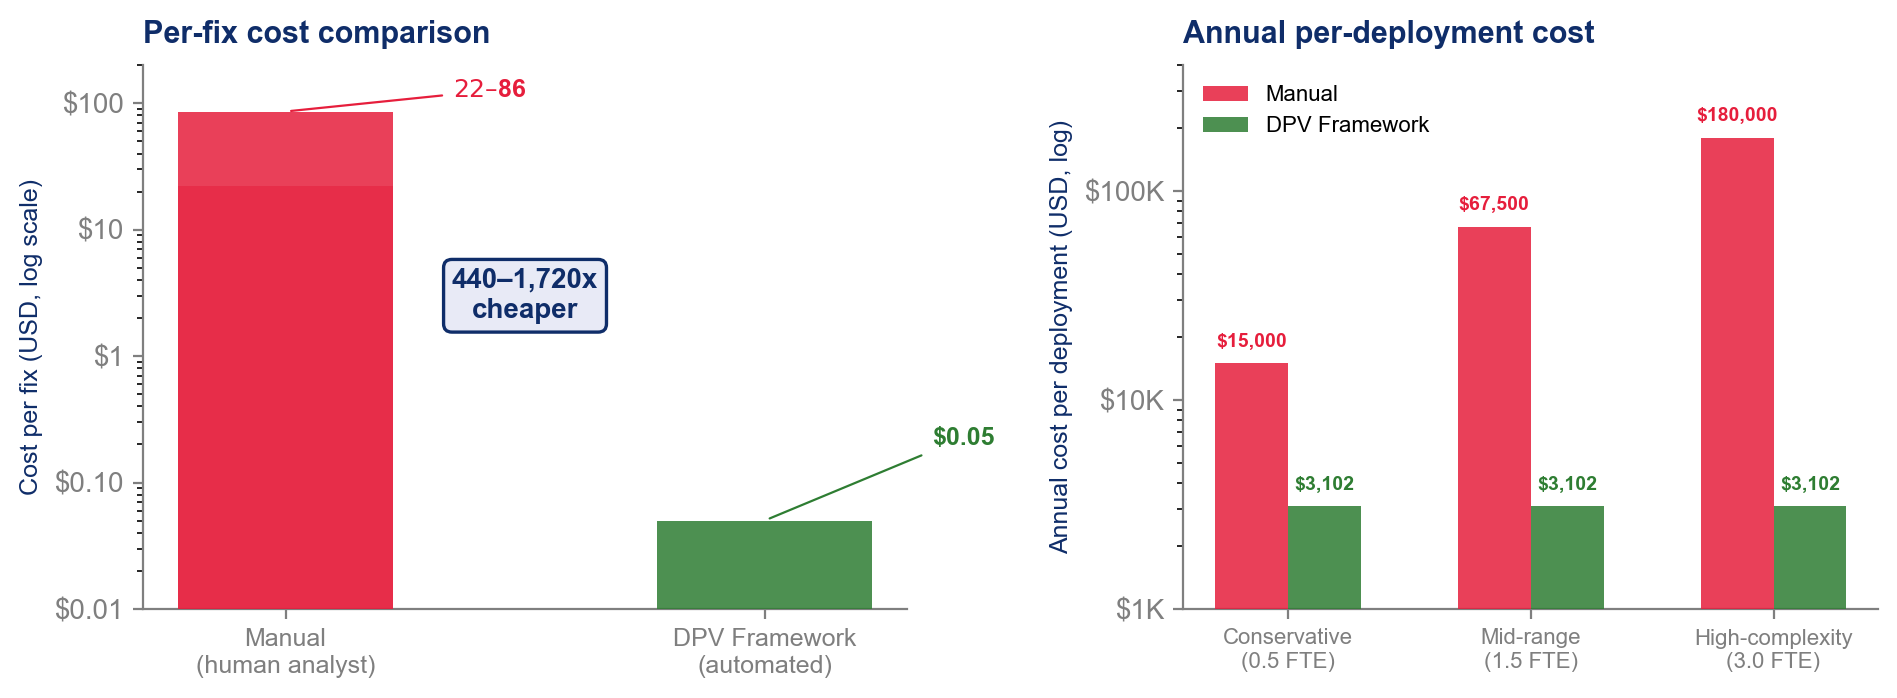 Per-fix cost comparison
Cost per fix (USD, log scale)
$100
$10
$1
$0.10
$0.01
22–86
440–1,720x
cheaper
$0.05
Manual
(human analyst)
DPV Framework
(automated)
Annual per-deployment cost
Annual cost per deployment (USD, log)
$100K
$10K
$1K
Manual
DPV Framework
$15,000
$3,102
$67,500
$3,102
$180,000
$3,102
Conservative
(0.5 FTE)
Mid-range
(1.5 FTE)
High-complexity
(3.0 FTE)